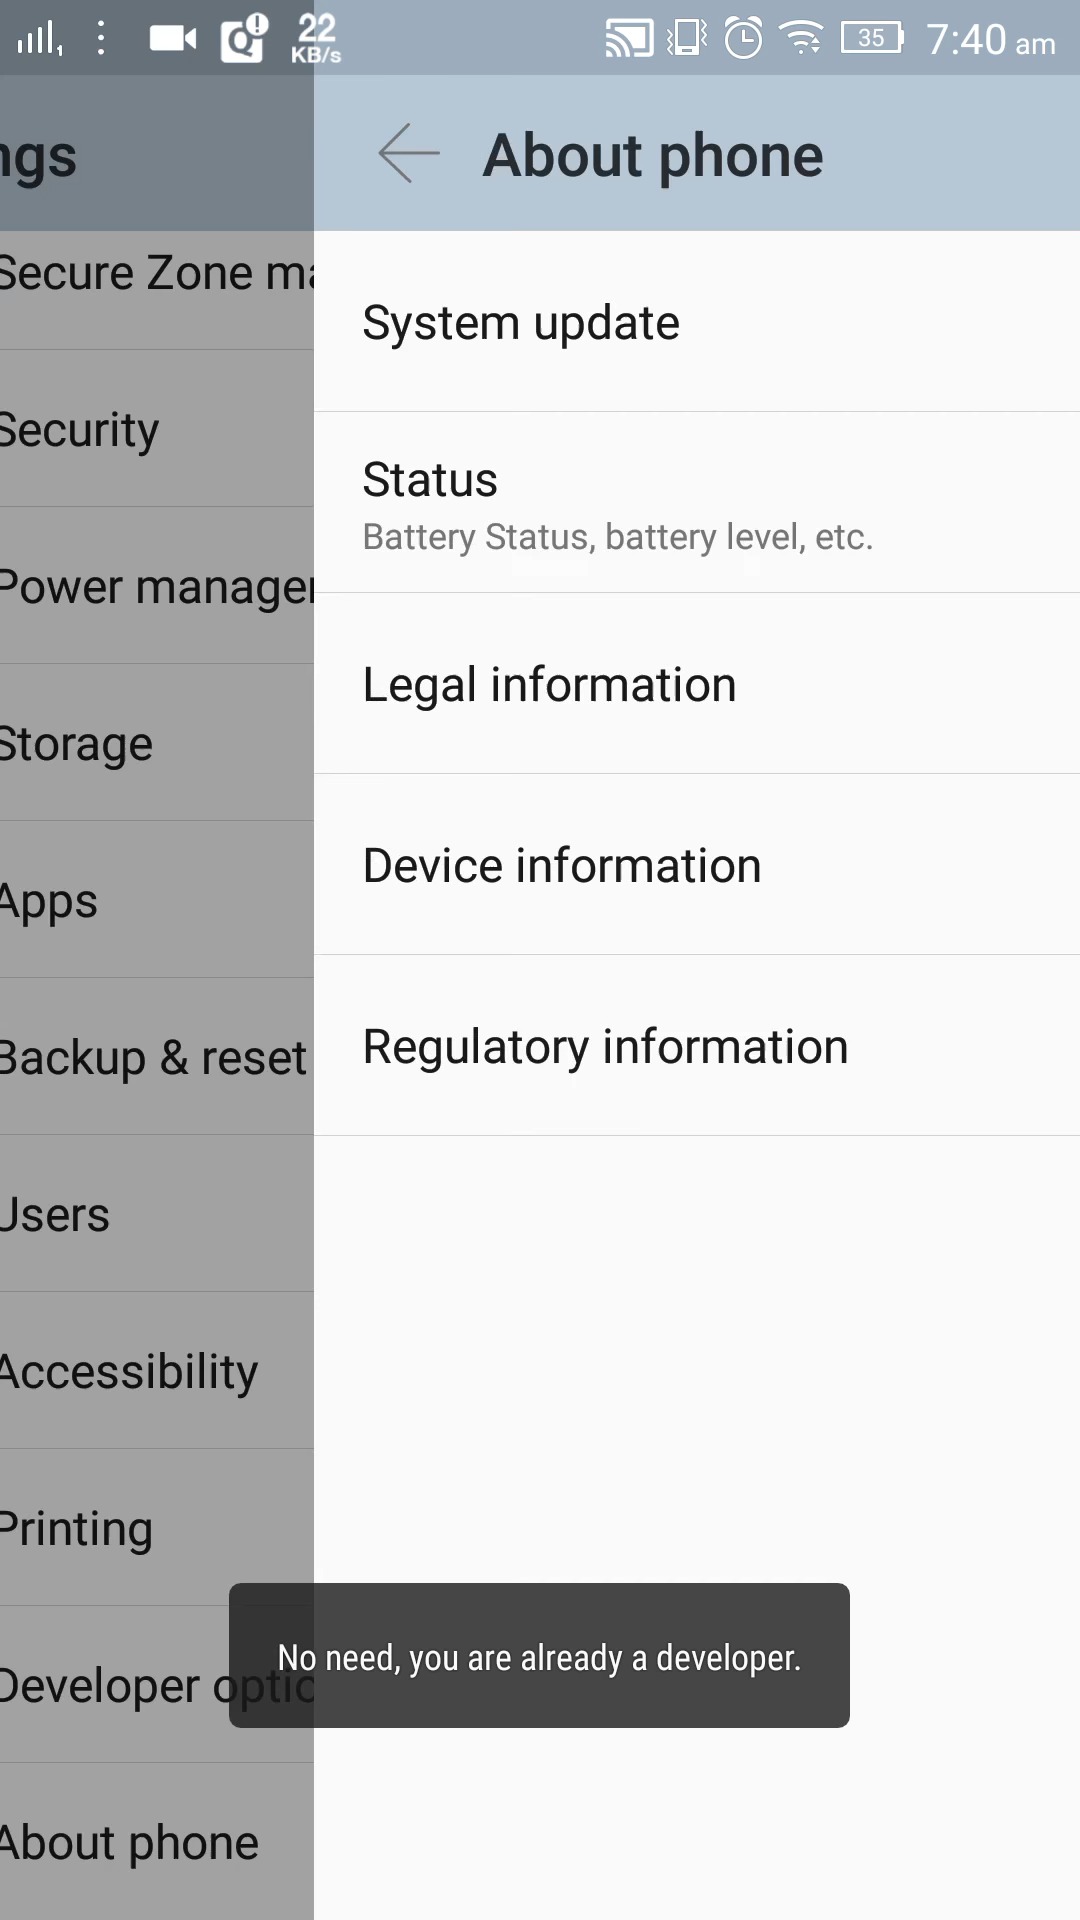 22
KB/s
35
7:40 am
ngs
About phone
Secure Zone ma
Security
Power manager
Storage
Apps
Backup & reset
Users
Accessibility
Printing
Developer optio
About phone
System update
Status
Battery Status, battery level, etc.
Legal information
Device information
Regulatory information
No need, you are already a developer.